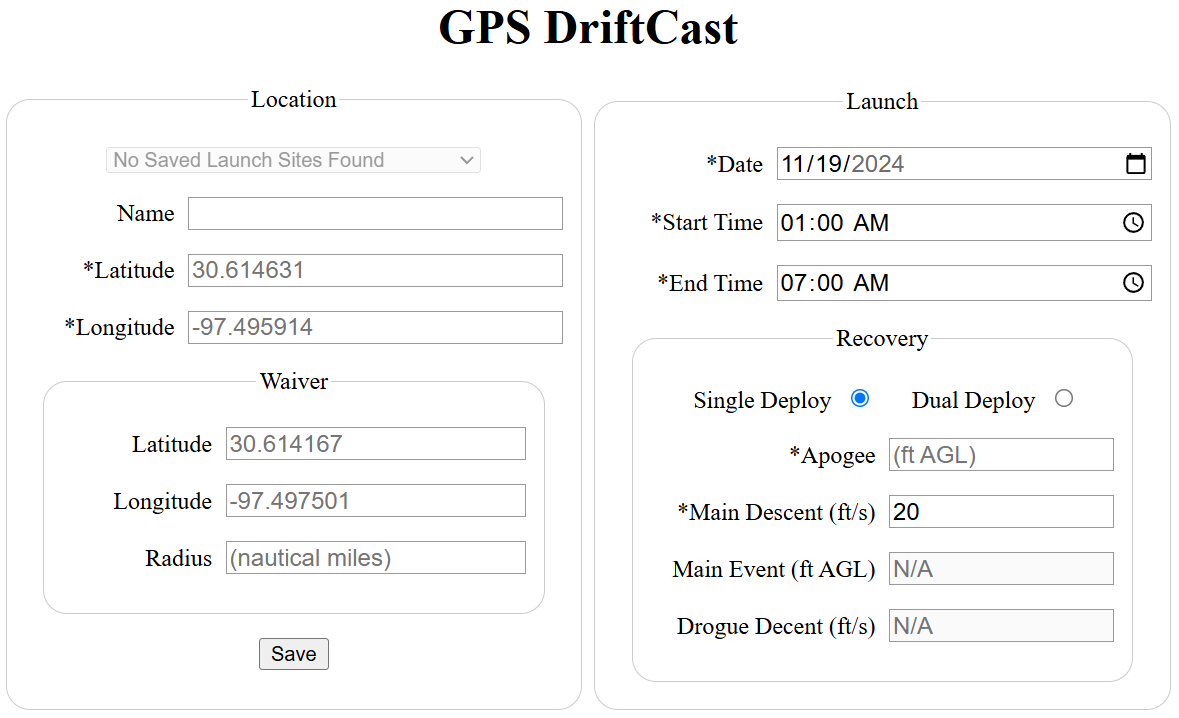 GPS DriftCast
Location
No Saved Launch Sites Found
Name
*Latitude 30.614631
*Longitude -97.495914
Waiver
Latitude 30.614167
Longitude -97.497501
Radius (nautical miles)
Save
Launch
*Date 11/19/2024
*Start Time 01:00 AM
*End Time 07:00 AM
Recovery
Single Deploy Dual Deploy
*Apogee (ft AGL)
*Main Descent (ft/s) 20
Main Event (ft AGL) N/A
Drogue Decent (ft/s) N/A